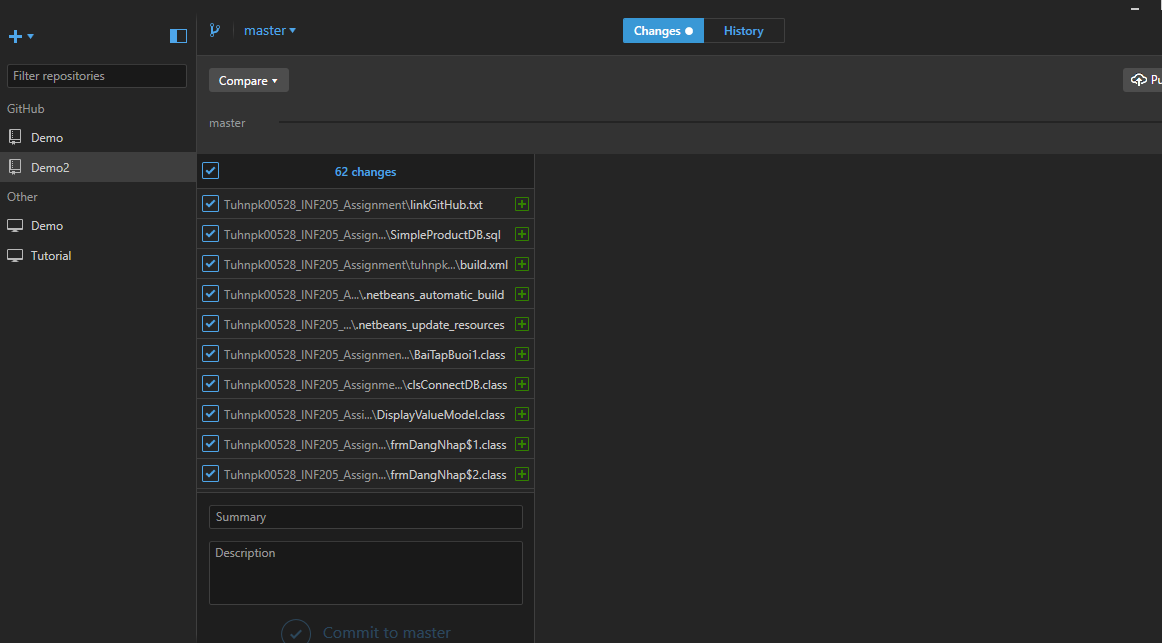 master
Changes
History
Filter repositories
Compare
GitHub
master
Demo
Demo2
62 changes
Other
Tuhnpk00528_INF205_Assignment\linkGitHub.txt
Demo
Tuhnpk00528_INF205_Assign...\SimpleProductDB.sql
Tutorial
Tuhnpk00528_INF205_Assignment\tuhnpk...\build.xml
Tuhnpk00528_INF205_A...\.netbeans_automatic_build
Tuhnpk00528_INF205_...\.netbeans_update_resources
Tuhnpk00528_INF205_Assignmen...\BaiTapBuoi1.class
Tuhnpk00528_INF205_Assignme...\clsConnectDB.class
Tuhnpk00528_INF205_Assi...\DisplayValueModel.class
Tuhnpk00528_INF205_Assign...\frmDangNhap$1.class
Tuhnpk00528_INF205_Assign...\frmDangNhap$2.class
Summary
Description
Commit to master